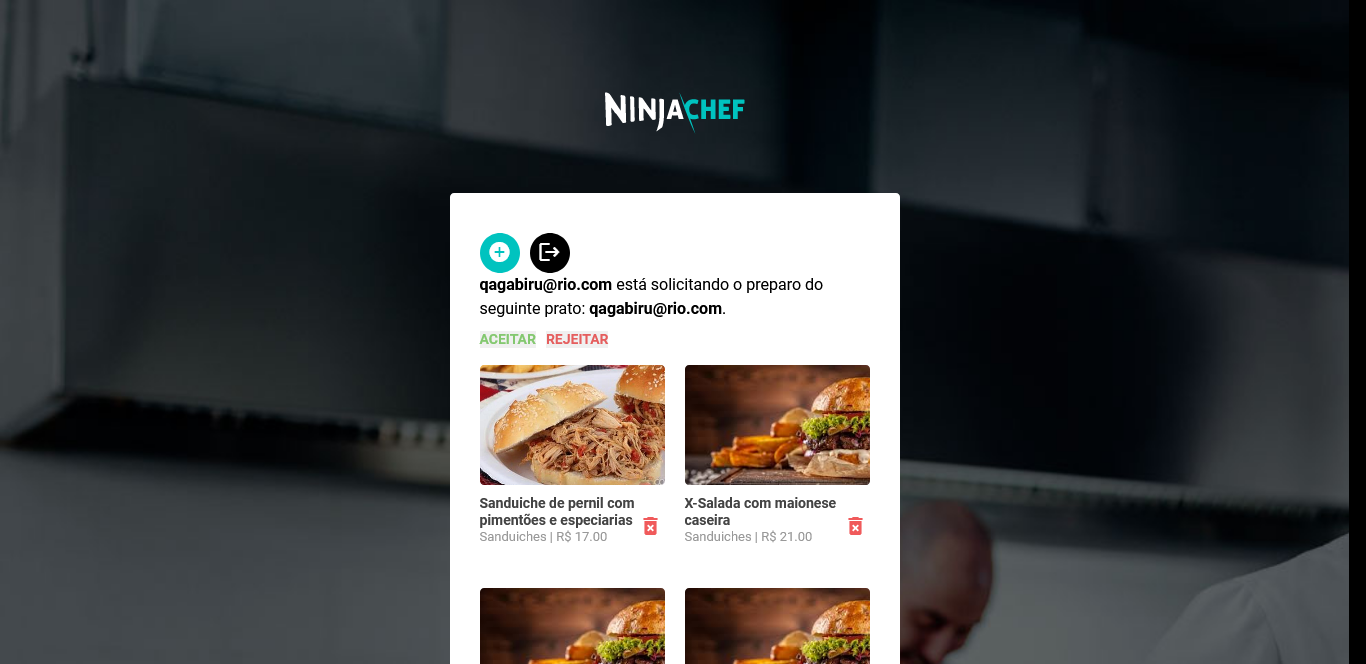 NINJACHEF
qagabiru@rio.com está solicitando o preparo do
seguinte prato: qagabiru@rio.com.
ACEITAR REJEITAR
Sanduiche de pernil com
pimentões e especiarias
Sanduiches | R$ 17.00
X-Salada com maionese
caseira
Sanduiches | R$ 21.00